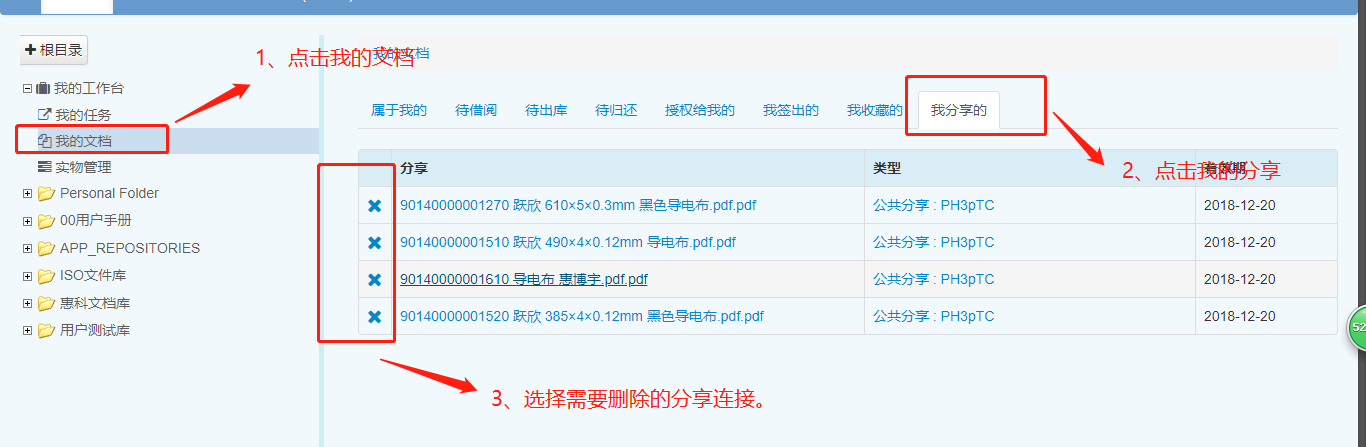 根目录
我的工作台
我的任务
我的文档
实物管理
Personal Folder
00用户手册
APP_REPOSITORIES
ISO文件库
惠科文档库
用户测试库
1、点击我的文档
我的文档
属于我的 待借阅 待出库 待归还 授权给我的 我签出的 我收藏的 我分享的
2、点击我的分享
分享 类型 有效期
90140000001270 跃欣 610×5×0.3mm 黑色导电布.pdf.pdf 公共分享 : PH3pTC 2018-12-20
90140000001510 跃欣 490×4×0.12mm 导电布.pdf.pdf 公共分享 : PH3pTC 2018-12-20
90140000001610 导电布 惠博宇.pdf.pdf 公共分享 : PH3pTC 2018-12-20
90140000001520 跃欣 385×4×0.12mm 黑色导电布.pdf.pdf 公共分享 : PH3pTC 2018-12-20
3、选择需要删除的分享连接。